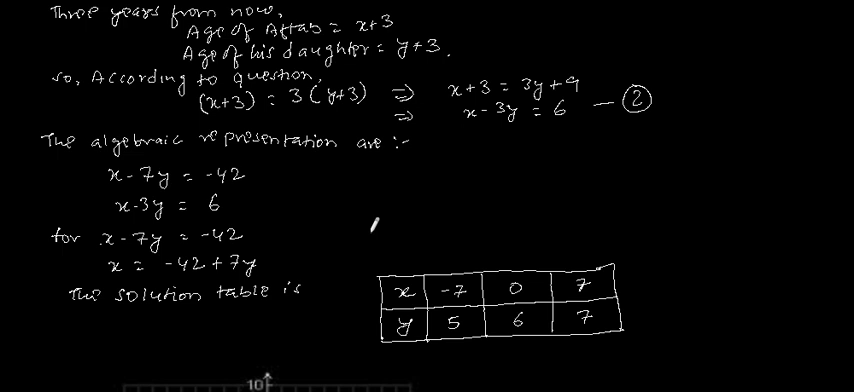 Three years from now,
Age of Aftab = x+3
Age of his daughter = y+3.
so, According to question,
(x+3) = 3(y+3) ⇒ x+3 = 3y+9
⇒ x-3y = 6 — ②
The algebraic representation are :-
x-7y = -42
x-3y = 6
for x-7y = -42
x = -42+7y
The solution table is
x -7 0 7
y 5 6 7
10